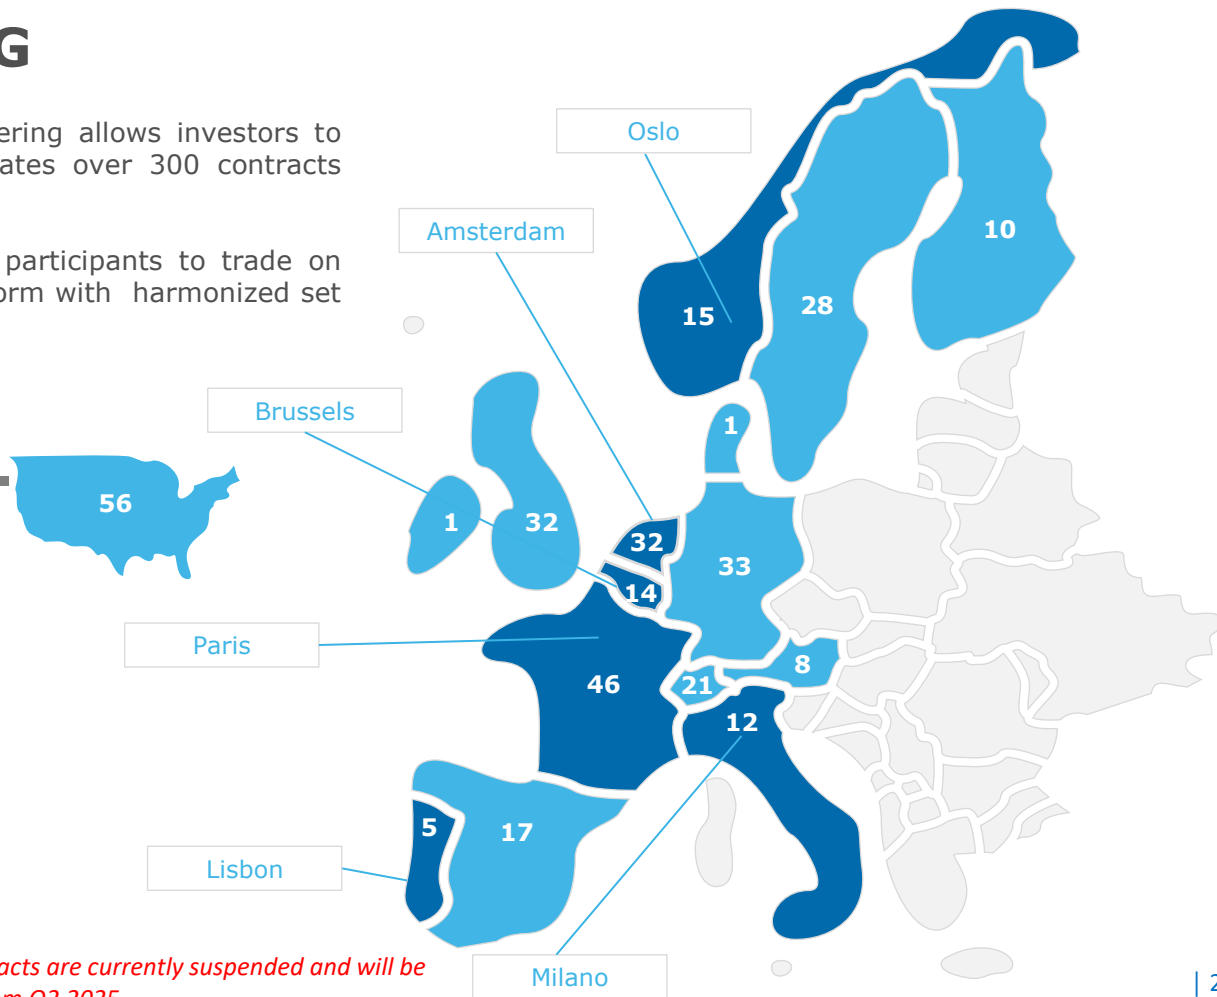 G
ering allows investors to
ates over 300 contracts
participants to trade on
orm with harmonized set
Oslo
Amsterdam
10
28
15
Brussels
1
56
1
32
32
33
14
Paris
8
46
21
12
5
17
Lisbon
acts are currently suspended and will be
Milano
| 2